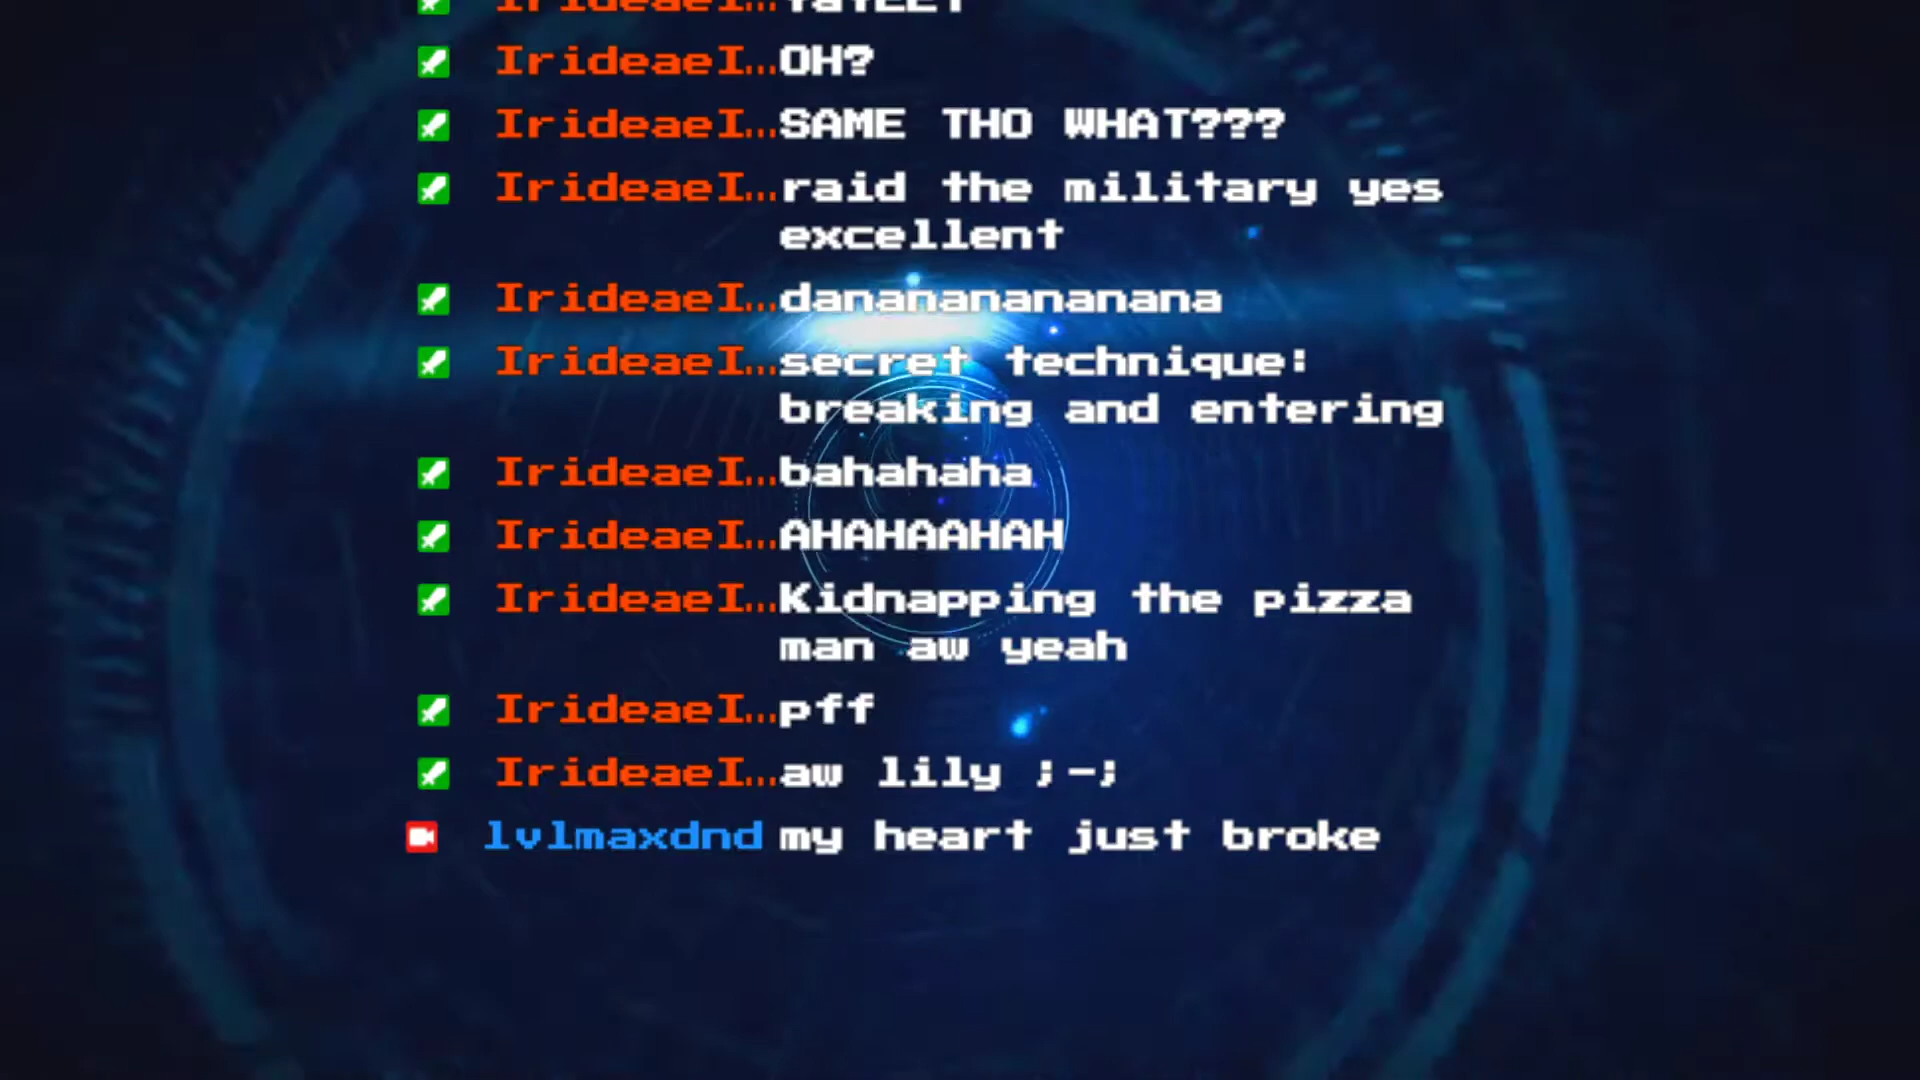 IrideaeI...
IrideaeI...OH?
IrideaeI...SAME THO WHAT???
IrideaeI...raid the military yes
excellent
IrideaeI...dananananananana
IrideaeI...secret technique:
breaking and entering
IrideaeI...bahahaha
IrideaeI...AHAHAAHAH
IrideaeI...Kidnapping the pizza
man aw yeah
IrideaeI...pff
IrideaeI...aw lily ;-;
lvlmaxdnd my heart just broke